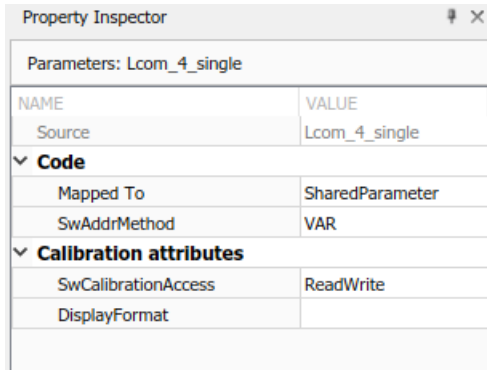 Property Inspector
Parameters: Lcom_4_single
NAME VALUE
Source Lcom_4_single
Code
Mapped To SharedParameter
SwAddrMethod VAR
Calibration attributes
SwCalibrationAccess ReadWrite
DisplayFormat